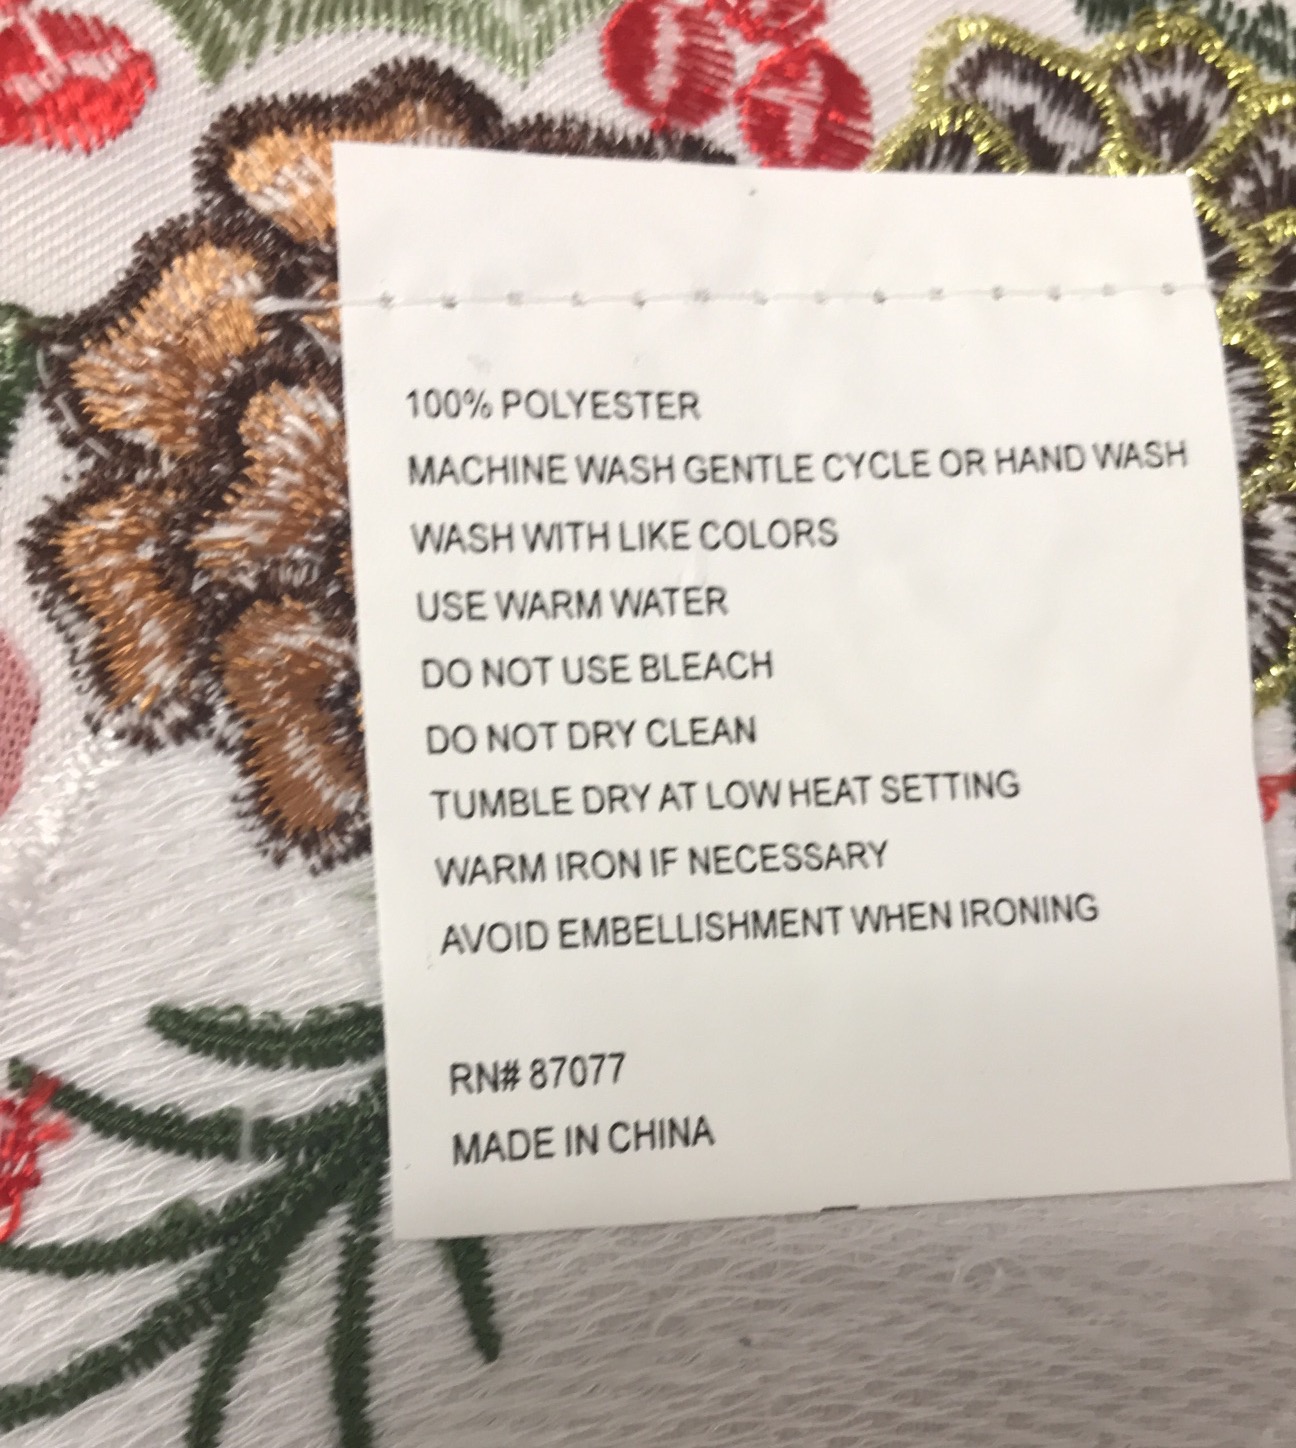 100% POLYESTER
MACHINE WASH GENTLE CYCLE OR HAND WASH
WASH WITH LIKE COLORS
USE WARM WATER
DO NOT USE BLEACH
DO NOT DRY CLEAN
TUMBLE DRY AT LOW HEAT SETTING
WARM IRON IF NECESSARY
AVOID EMBELLISHMENT WHEN IRONING
RN# 87077
MADE IN CHINA